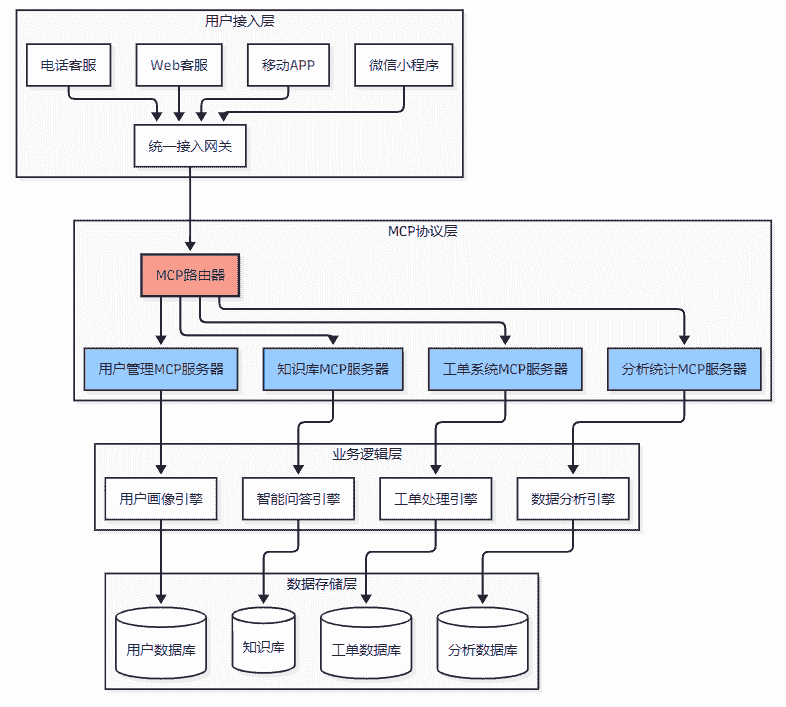 用户接入层
电话客服
Web客服
移动APP
微信小程序
统一接入网关
MCP协议层
MCP路由器
用户管理MCP服务器
知识库MCP服务器
工单系统MCP服务器
分析统计MCP服务器
业务逻辑层
用户画像引擎
智能问答引擎
工单处理引擎
数据分析引擎
数据存储层
用户数据库
知识库
工单数据库
分析数据库